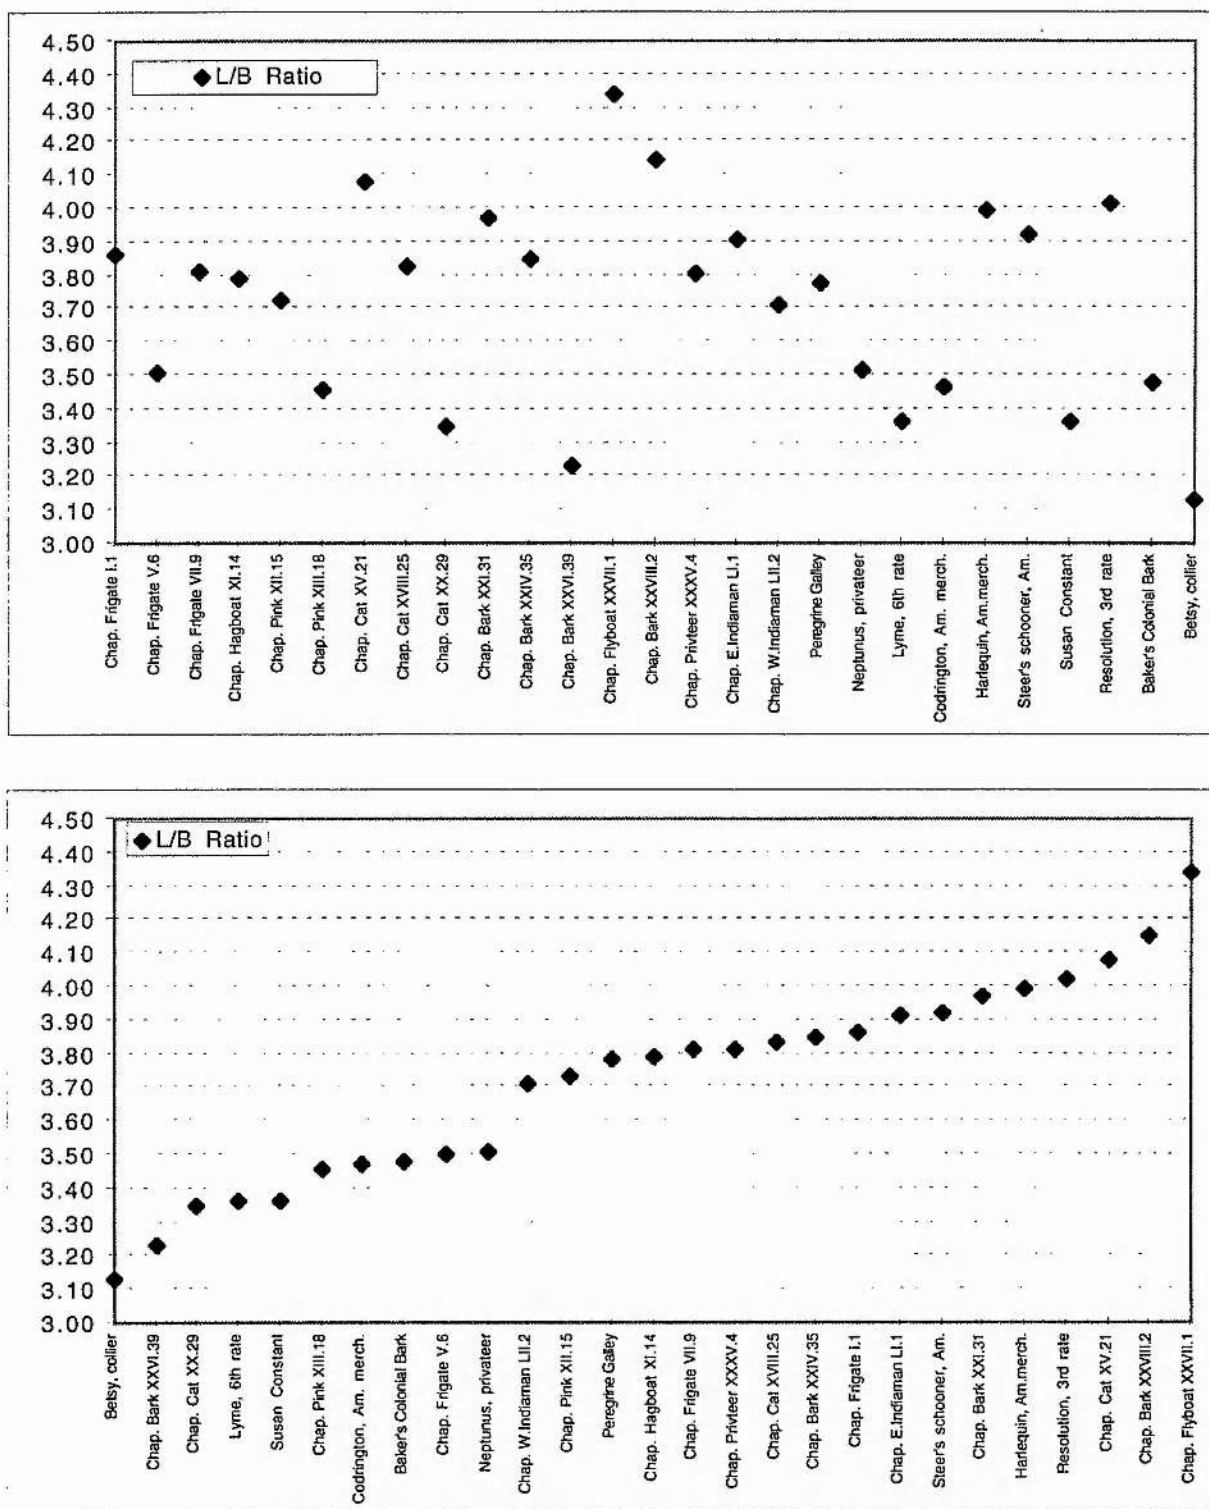 4.50
4.40
4.30
4.20
4.10
4.00
3.90
3.80
3.70
3.60
3.50
3.40
3.30
3.20
3.10
3.00
L/B Ratio
Chap. Frigate I.1
Chap. Frigate V.6
Chap. Frigate VII.9
Chap. Hagboat XI.14
Chap. Pink XII.15
Chap. Pink XIII.18
Chap. Cat XV.21
Chap. Cat XVIII.25
Chap. Cat XX.29
Chap. Bark XXI.31
Chap. Bark XXIV.35
Chap. Bark XXVI.39
Chap. Flyboat XXVII.1
Chap. Bark XXVIII.2
Chap. Privteer XXXV.4
Chap. E.Indiaman LI.1
Chap. W.Indiaman LII.2
Peregrine Galley
Neptunus, privateer
Lyme, 6th rate
Codrington, Am. merch.
Harlequin, Am.merch.
Steer's schooner, Am.
Susan Constant
Resolution, 3rd rate
Baker's Colonial Bark
Betsy, collier
4.50
4.40
4.30
4.20
4.10
4.00
3.90
3.80
3.70
3.60
3.50
3.40
3.30
3.20
3.10
3.00
L/B Ratio
Betsy, collier
Chap. Bark XXVI.39
Chap. Cat XX.29
Lyme, 6th rate
Susan Constant
Chap. Pink XIII.18
Codrington, Am. merch.
Baker's Colonial Bark
Chap. Frigate V.6
Neptunus, privateer
Chap. W.Indiaman LII.2
Chap. Pink XII.15
Peregrine Galley
Chap. Hagboat XI.14
Chap. Frigate VII.9
Chap. Privteer XXXV.4
Chap. Cat XVIII.25
Chap. Bark XXIV.35
Chap. Frigate I.1
Chap. E.Indiaman LI.1
Steer's schooner, Am.
Chap. Bark XXI.31
Harlequin, Am.merch.
Resolution, 3rd rate
Chap. Cat XV.21
Chap. Bark XXVIII.2
Chap. Flyboat XXVII.1